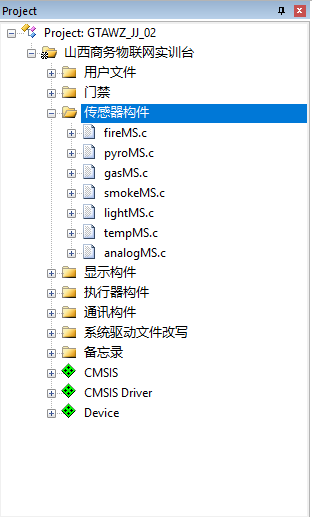 Project
Project: GTAWZ_JJ_02
山西商务物联网实训台
用户文件
门禁
传感器构件
fireMS.c
pyroMS.c
gasMS.c
smokeMS.c
lightMS.c
tempMS.c
analogMS.c
显示构件
执行器构件
通讯构件
系统驱动文件改写
备忘录
CMSIS
CMSIS Driver
Device